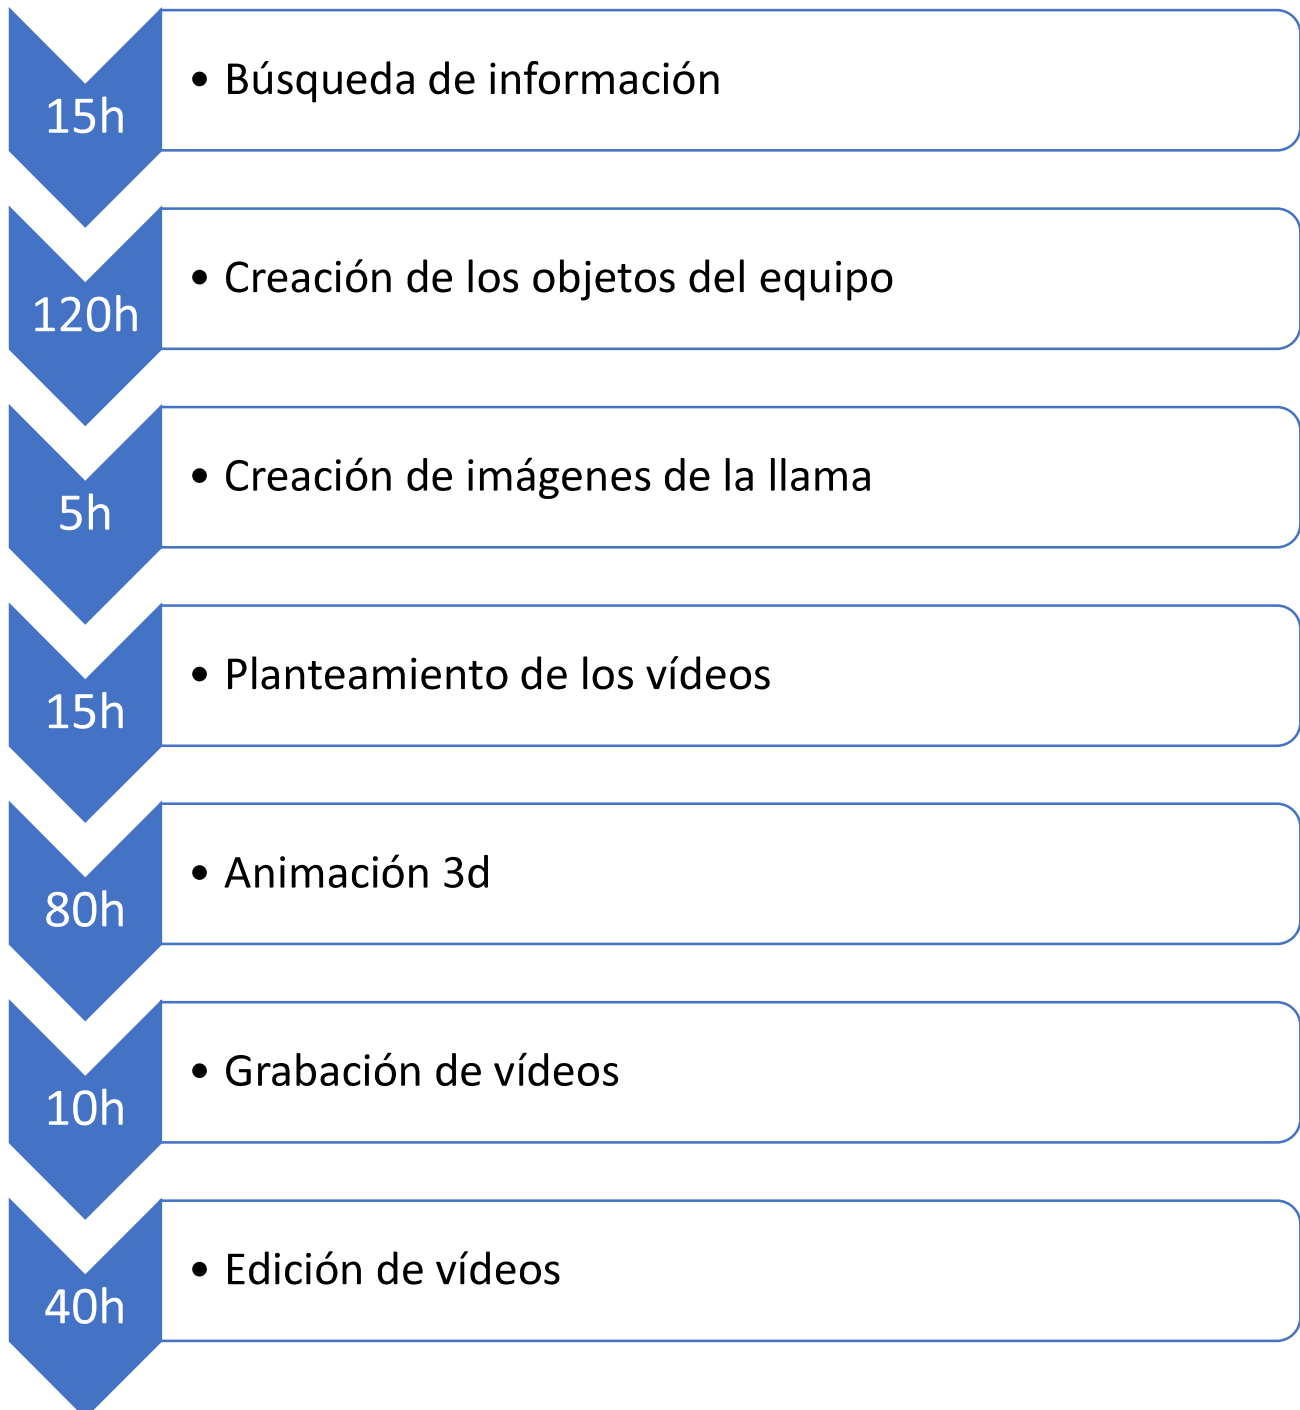 15h
• Búsqueda de información
120h
• Creación de los objetos del equipo
5h
• Creación de imágenes de la llama
15h
• Planteamiento de los vídeos
80h
• Animación 3d
10h
• Grabación de vídeos
40h
• Edición de vídeos